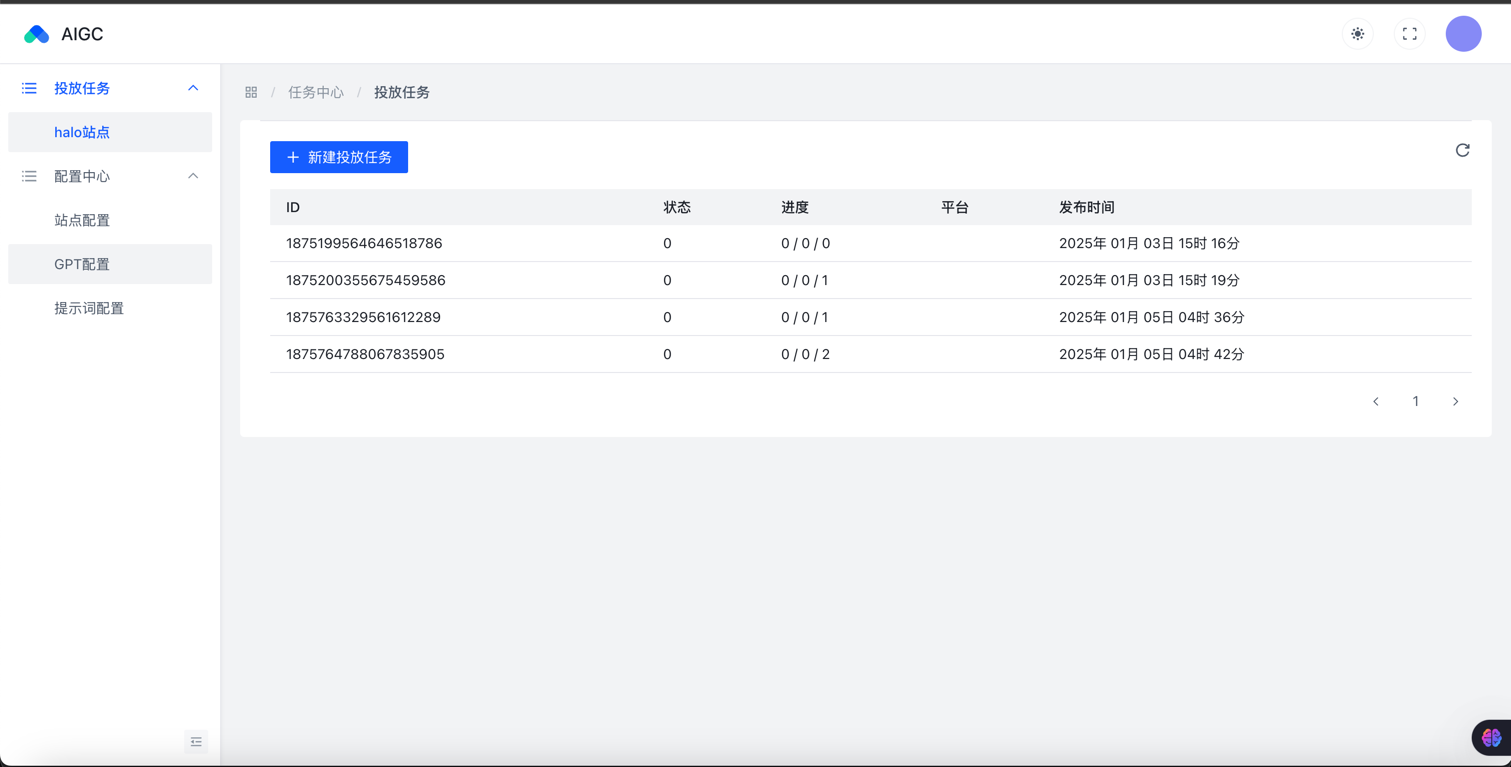 AIGC
投放任务
halo站点
配置中心
站点配置
GPT配置
提示词配置
/ 任务中心 / 投放任务
新建投放任务
ID 状态 进度 平台 发布时间
1875199564646518786 0 0 / 0 / 0 2025年 01月 03日 15时 16分
1875200355675459586 0 0 / 0 / 1 2025年 01月 03日 15时 19分
1875763329561612289 0 0 / 0 / 1 2025年 01月 05日 04时 36分
1875764788067835905 0 0 / 0 / 2 2025年 01月 05日 04时 42分
1